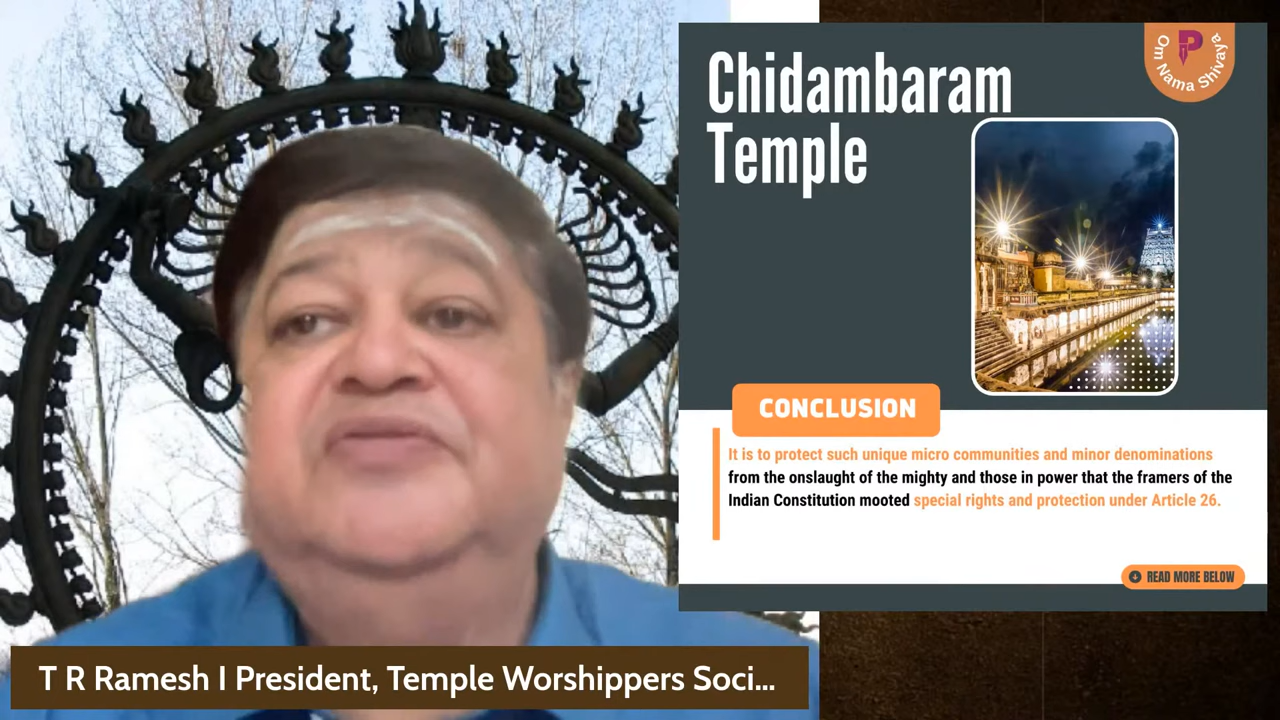 Chidambaram
Temple
Om Nama Shivaya
CONCLUSION
It is to protect such unique micro communities and minor denominations
from the onslaught of the mighty and those in power that the framers of the
Indian Constitution mooted special rights and protection under Article 26.
READ MORE BELOW
T R Ramesh I President, Temple Worshippers Soci...